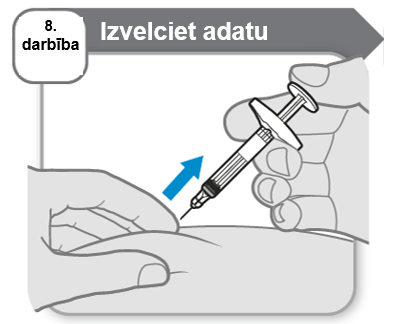 8.
darbība
Izvelciet adatu